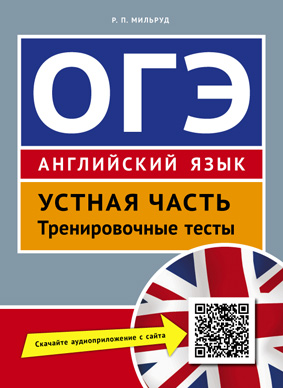 Р. П. МИЛЬРУД
ОГЭ
АНГЛИЙСКИЙ ЯЗЫК
УСТНАЯ ЧАСТЬ
Тренировочные тесты
Скачайте аудиоприложение с сайта